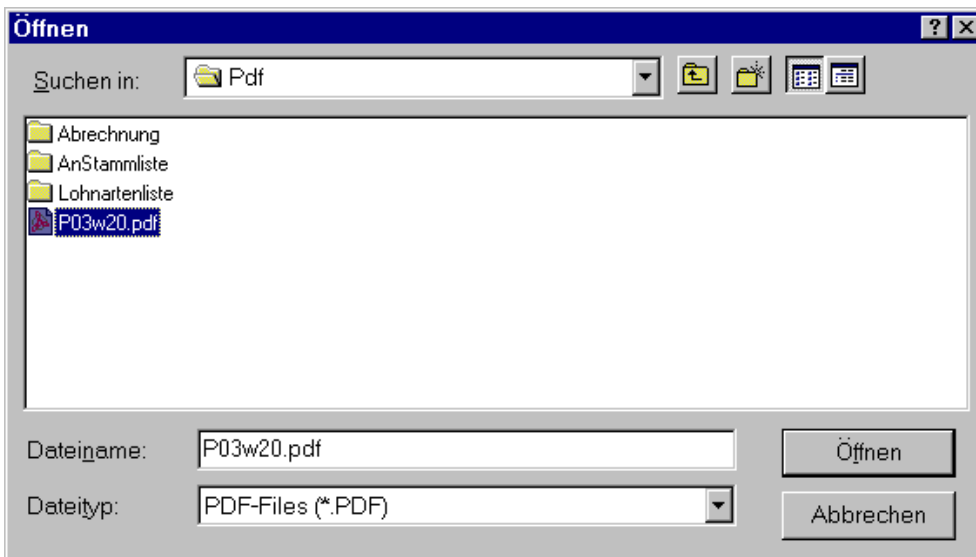 Öffnen
Suchen in: Pdf
Abrechnung
AnStammliste
Lohnartenliste
P03w20.pdf
Dateiname: P03w20.pdf Öffnen
Dateityp: PDF-Files (*.PDF) Abbrechen